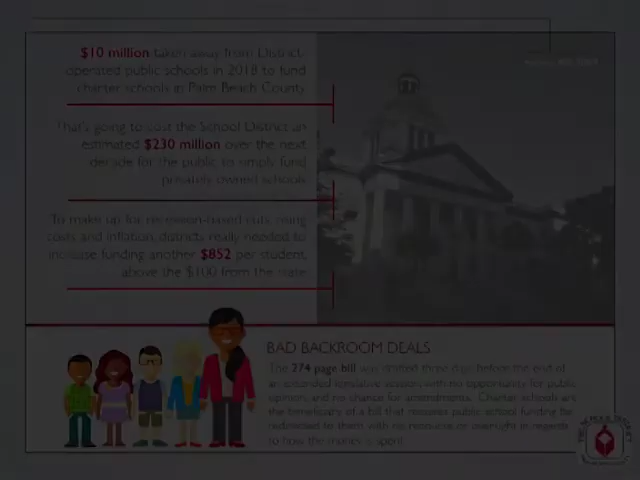 $10 million taken away from District-
operated public schools in 2018 to fund
charter schools in Palm Beach County
That's going to cost the School District an
estimated $230 million over the next
decade for the public to simply fund
privately owned schools
To make up for recession-based cuts, rising
costs and inflation, districts really needed to
increase funding another $852 per student,
above the $100 from the state
BAD BACKROOM DEALS
The 274 page bill was drafted three days before the end of
an extended legislative session with no opportunity for public
opinion, and no chance for amendments. Charter schools are
the beneficiary of a bill that requires public school funding be
redirected to them with no recourse or oversight in regards
to how the money is spent